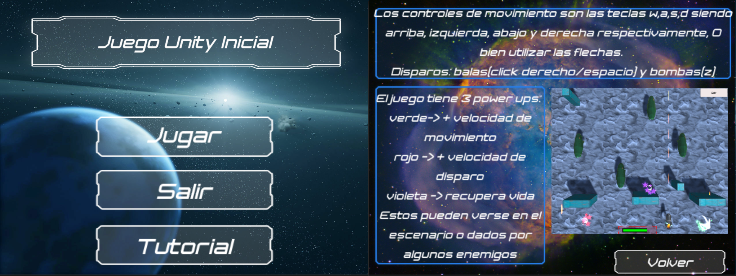 Juego Unity Inicial
Jugar
Salir
Tutorial
Los controles de movimiento son las teclas w,a,s,d siendo
arriba, izquierda, abajo y derecha respectivamente, O
bien utilizar las flechas.
Disparos: balas(click derecho/espacio) y bombas(z)
El juego tiene 3 power ups:
verde-> + velocidad de
movimiento
rojo -> + velocidad de
disparo
violeta -> recupera vida
Estos pueden verse en el
escenario o dados por
algunos enemigos
Volver